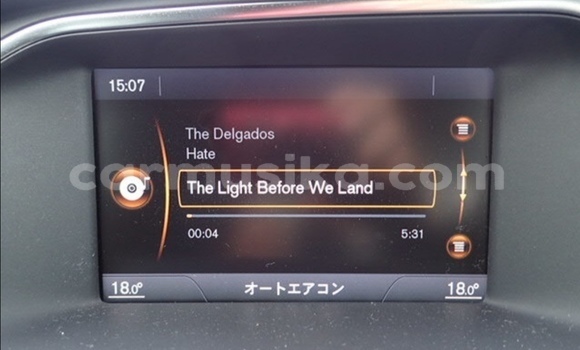 15:07
The Delgados
Hate
The Light Before We Land
00:04 5:31
18.0° オートエアコン 18.0°
carmusika.com